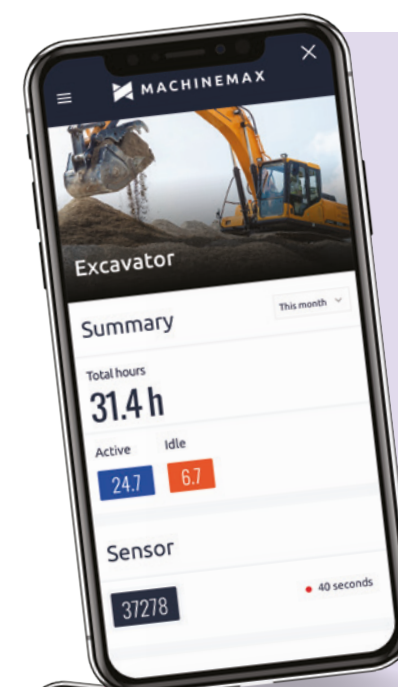 MACHINEMAX
Excavator
Summary
This month
Total hours
31.4 h
Active Idle
24.7 6.7
Sensor
37278 40 seconds